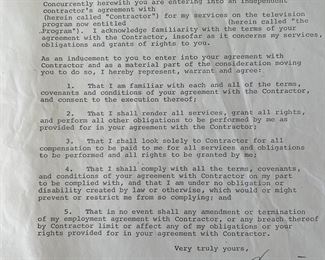 Concurrently herewith you are entering into an independent
contractor's agreement with
(herein called "Contractor") for my services on the television
program now entitled (herein called "the
Program"). I acknowledge familiarity with the terms of your
agreement with the Contractor, insofar as it concerns my services,
obligations and grants of rights to you.
As an inducement to you to enter into your agreement with
Contractor and as a material part of the consideration moving
you to do so, I hereby represent, warrant and agree:
1. That I am familiar with each and all of the terms,
covenants and conditions of your agreement with the Contractor,
and consent to the execution thereof;
2. That I shall render all services, grant all rights,
and perform all other obligations to be performed by me as
provided for in your agreement with the Contractor;
3. That I shall look solely to Contractor for all
compensation to be paid to me for all services and obligations
to be performed and all rights to be granted by me;
4. That I shall comply with all the terms, covenants,
and conditions of your agreement with Contractor on my part
to be complied with, and that I am under no obligation or
disability created by law or otherwise, which would or might
prevent or restrict me from so complying; and
5. That in no event shall any amendment or termination
of my employment agreement with Contractor, or any breach thereof
by Contractor limit or affect any of my obligations or your
rights provided for in your agreement with Contractor.
Very truly yours,